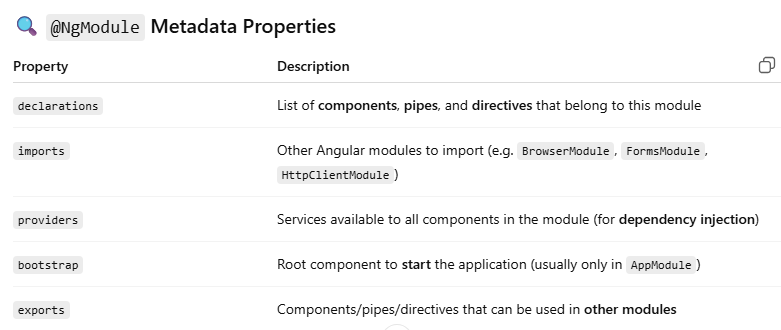 @NgModule Metadata Properties
Property Description
declarations List of components, pipes, and directives that belong to this module
imports Other Angular modules to import (e.g. BrowserModule, FormsModule,
HttpClientModule)
providers Services available to all components in the module (for dependency injection)
bootstrap Root component to start the application (usually only in AppModule)
exports Components/pipes/directives that can be used in other modules